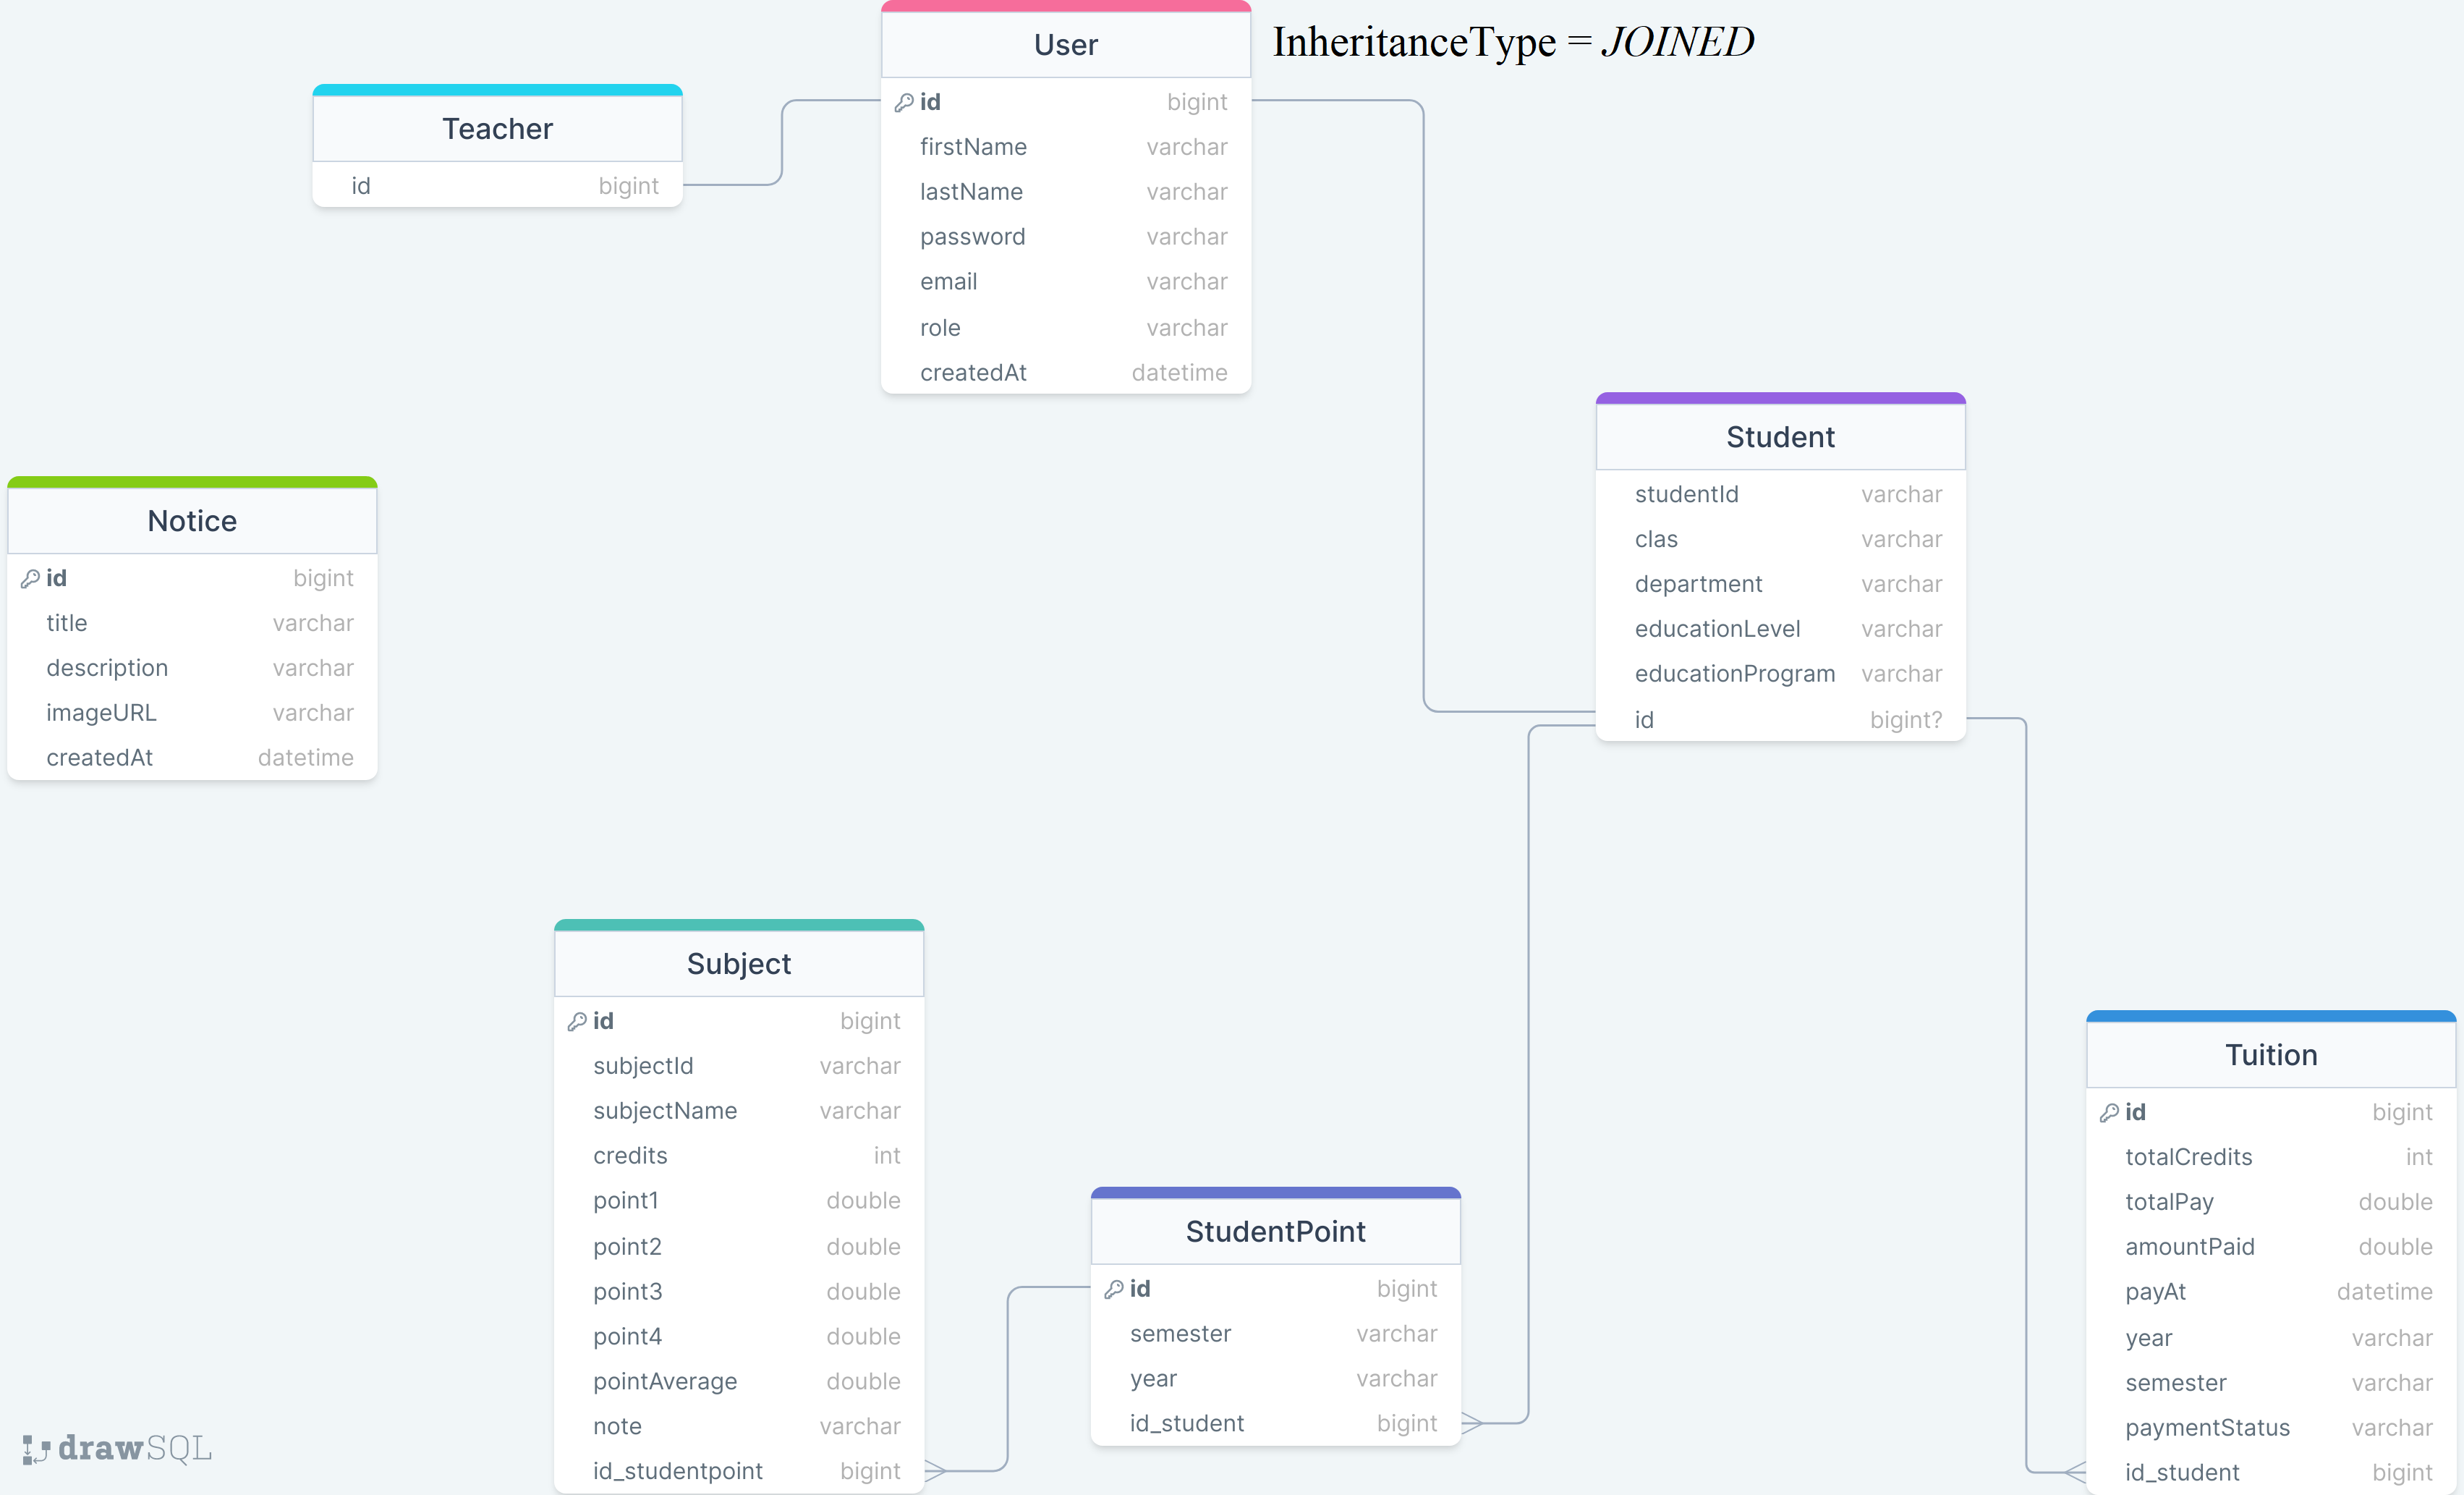 User
InheritanceType = JOINED
id bigint
firstName varchar
lastName varchar
password varchar
email varchar
role varchar
createdAt datetime
Teacher
id bigint
Student
studentId varchar
clas varchar
department varchar
educationLevel varchar
educationProgram varchar
id bigint?
Notice
id bigint
title varchar
description varchar
imageURL varchar
createdAt datetime
Subject
id bigint
subjectId varchar
subjectName varchar
credits int
point1 double
point2 double
point3 double
point4 double
pointAverage double
note varchar
id_studentpoint bigint
StudentPoint
id bigint
semester varchar
year varchar
id_student bigint
Tuition
id bigint
totalCredits int
totalPay double
amountPaid double
payAt datetime
year varchar
semester varchar
paymentStatus varchar
id_student bigint
drawSQL